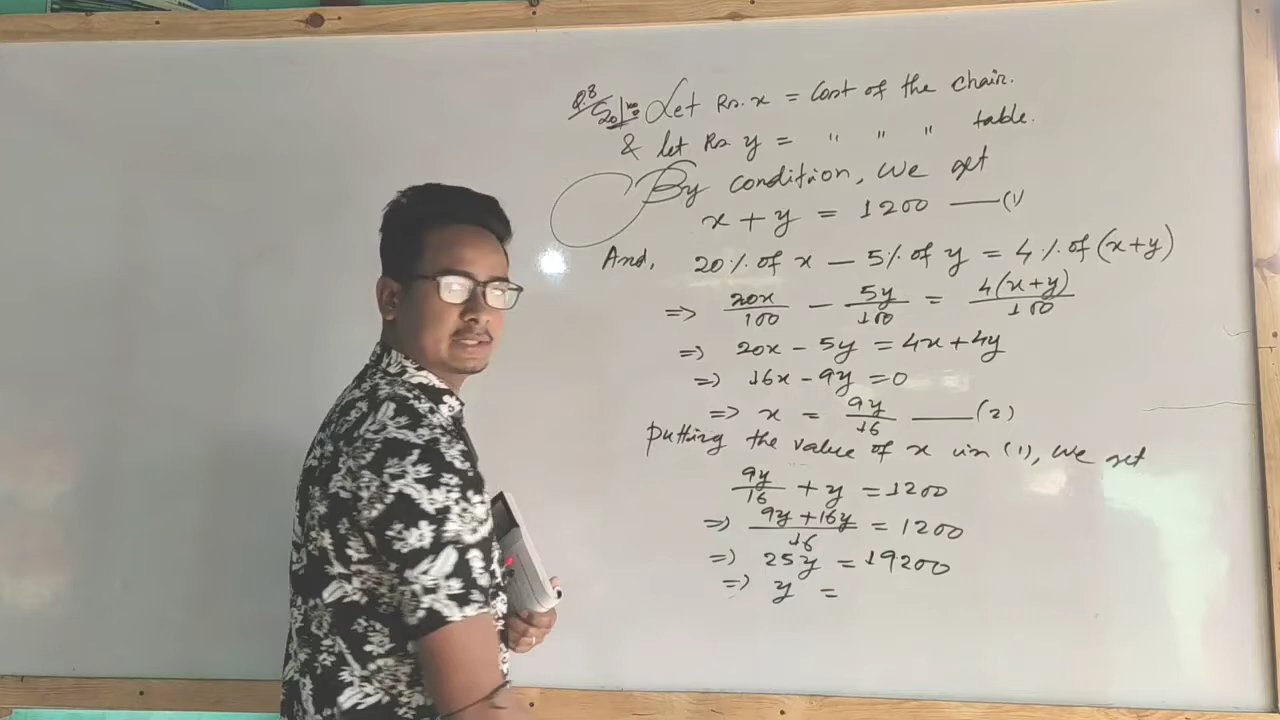 Q.8 Let Rs. x = Cost of the chair.
& let Rs y = " " " table.
By condition, we get
x + y = 1200 —(1)
And, 20% of x — 5% of y = 4% of (x+y)
=> 20x/100 — 5y/100 = 4(x+y)/100
=> 20x - 5y = 4x + 4y
=> 16x - 9y = 0
=> x = 9y/16 —(2)
putting the value of x in (1), we get
9y/16 + y = 1200
=> 9y + 16y/16 = 1200
=> 25y = 19200
=> y =